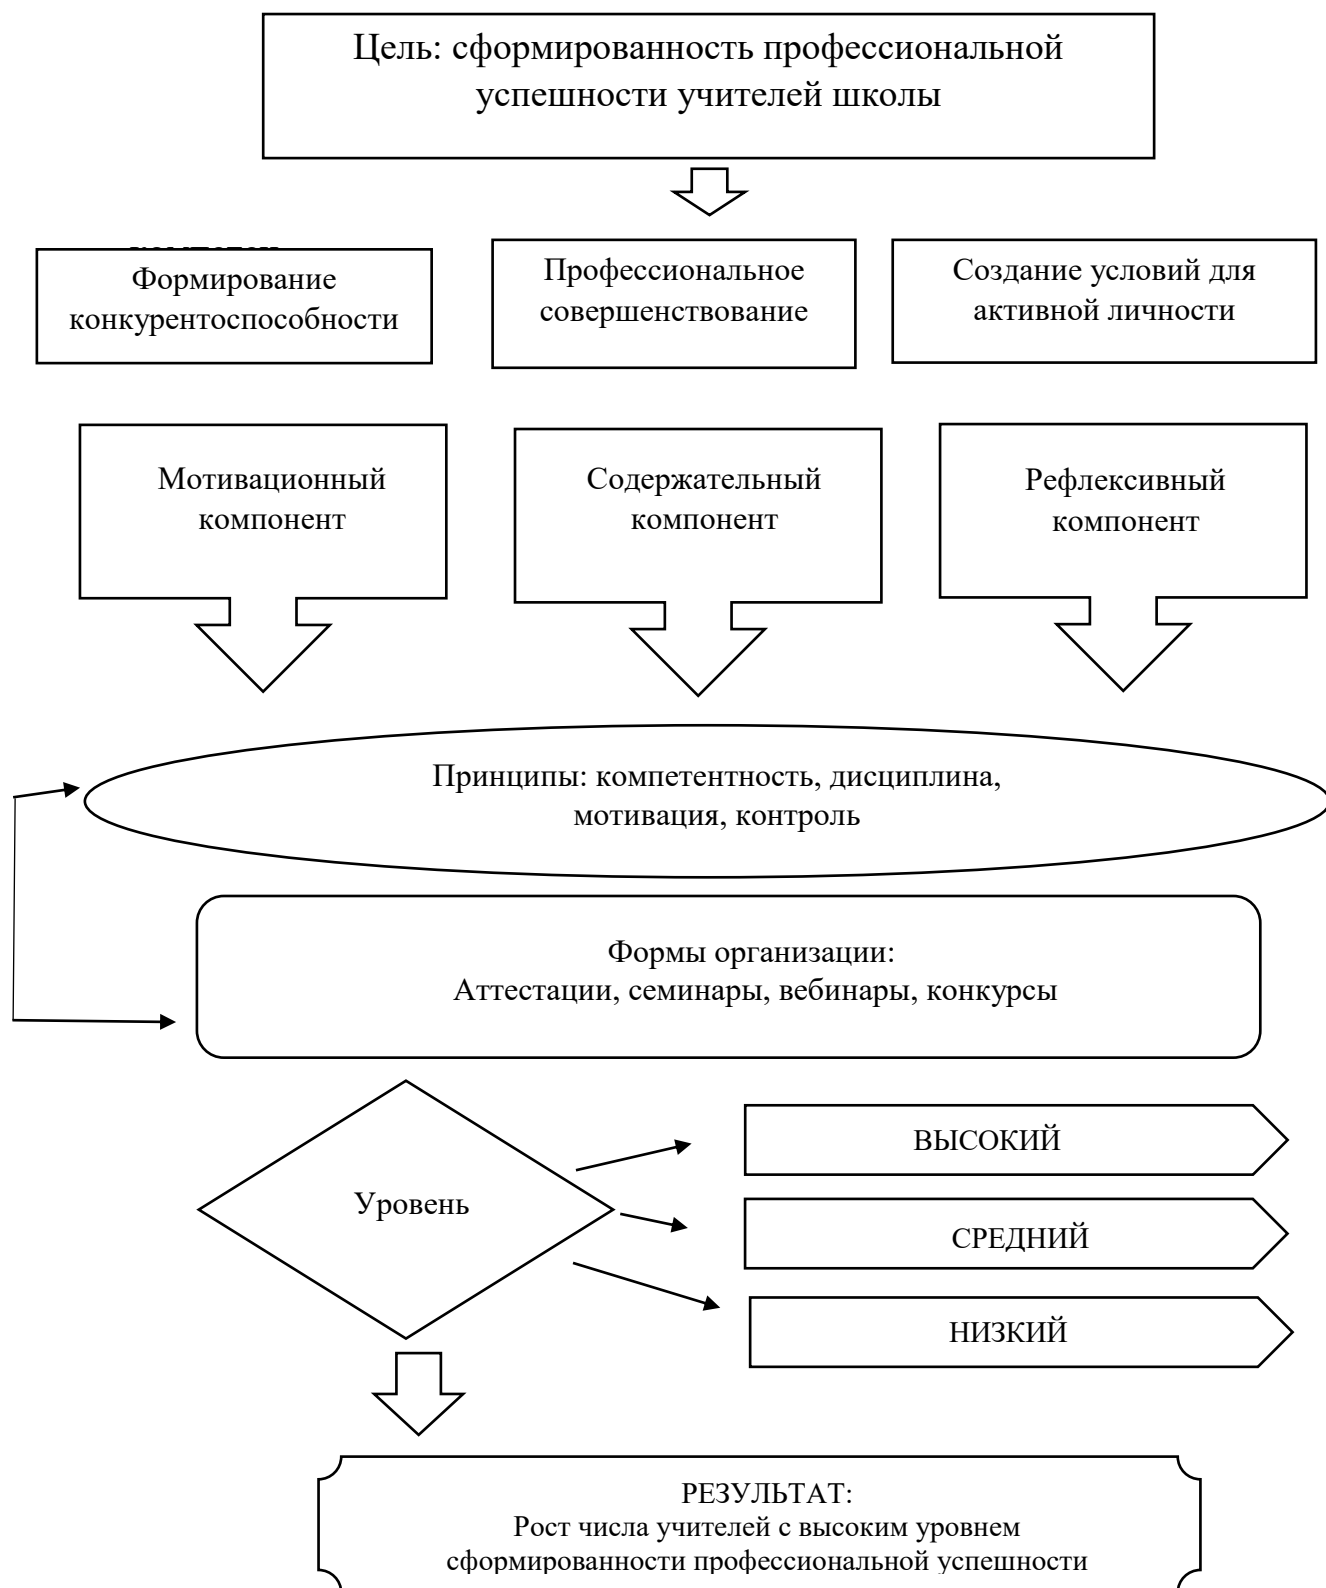 Цель: сформированность профессиональной
успешности учителей школы
Формирование
конкурентоспособности
Профессиональное
совершенствование
Создание условий для
активной личности
Мотивационный
компонент
Содержательный
компонент
Рефлексивный
компонент
Принципы: компетентность, дисциплина,
мотивация, контроль
Формы организации:
Аттестации, семинары, вебинары, конкурсы
Уровень
ВЫСОКИЙ
СРЕДНИЙ
НИЗКИЙ
РЕЗУЛЬТАТ:
Рост числа учителей с высоким уровнем
сформированности профессиональной успешности